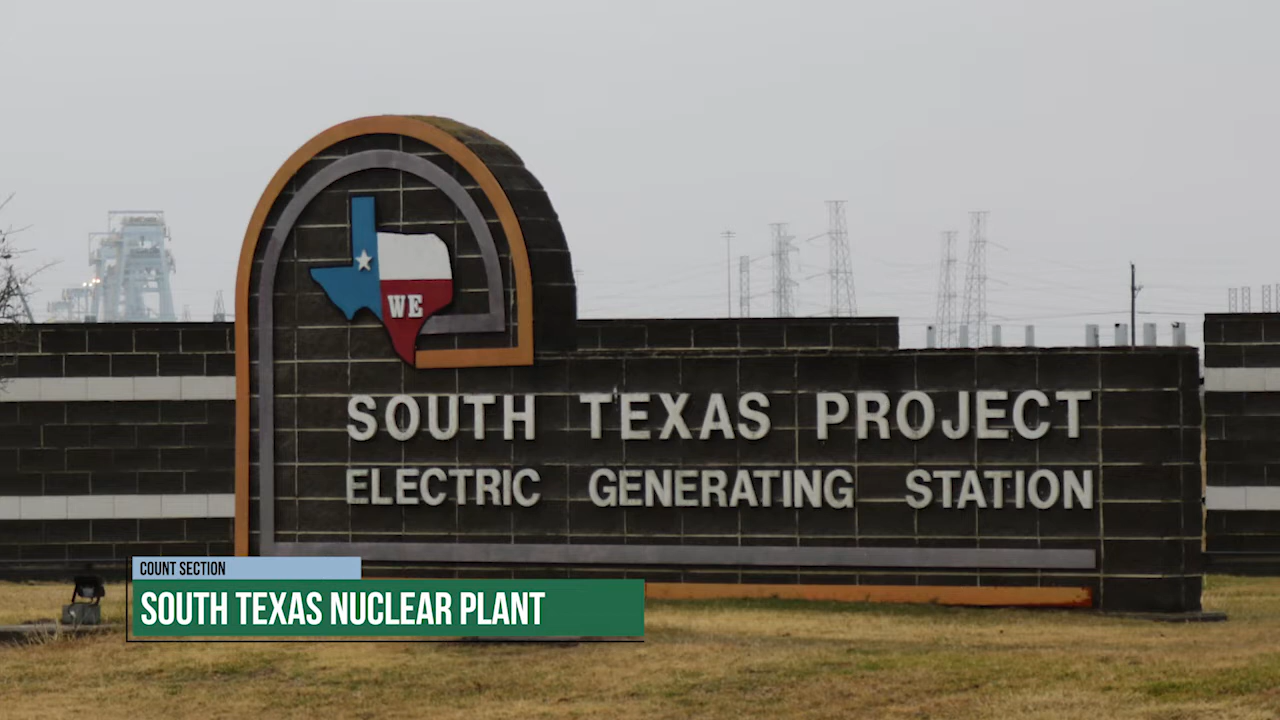 WE
SOUTH TEXAS PROJECT
ELECTRIC GENERATING STATION
COUNT SECTION
SOUTH TEXAS NUCLEAR PLANT